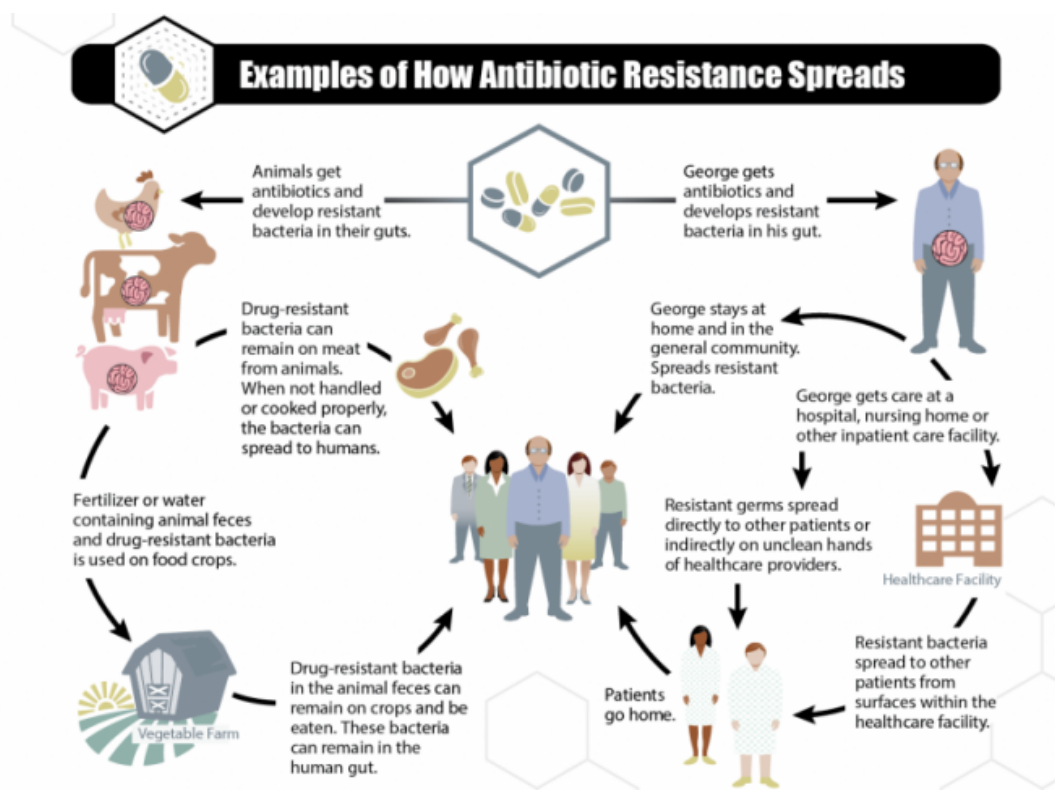 Examples of How Antibiotic Resistance Spreads
Animals get
antibiotics and
develop resistant
bacteria in their guts.
George gets
antibiotics and
develops resistant
bacteria in his gut.
Drug-resistant
bacteria can
remain on meat
from animals.
When not handled
or cooked properly,
the bacteria can
spread to humans.
George stays at
home and in the
general community.
Spreads resistant
bacteria.
George gets care at a
hospital, nursing home or
other inpatient care facility.
Fertilizer or water
containing animal feces
and drug-resistant bacteria
is used on food crops.
Resistant germs spread
directly to other patients or
indirectly on unclean hands
of healthcare providers.
Healthcare Facility
Vegetable Farm
Drug-resistant bacteria
in the animal feces can
remain on crops and be
eaten. These bacteria
can remain in the
human gut.
Patients
go home.
Resistant bacteria
spread to other
patients from
surfaces within the
healthcare facility.